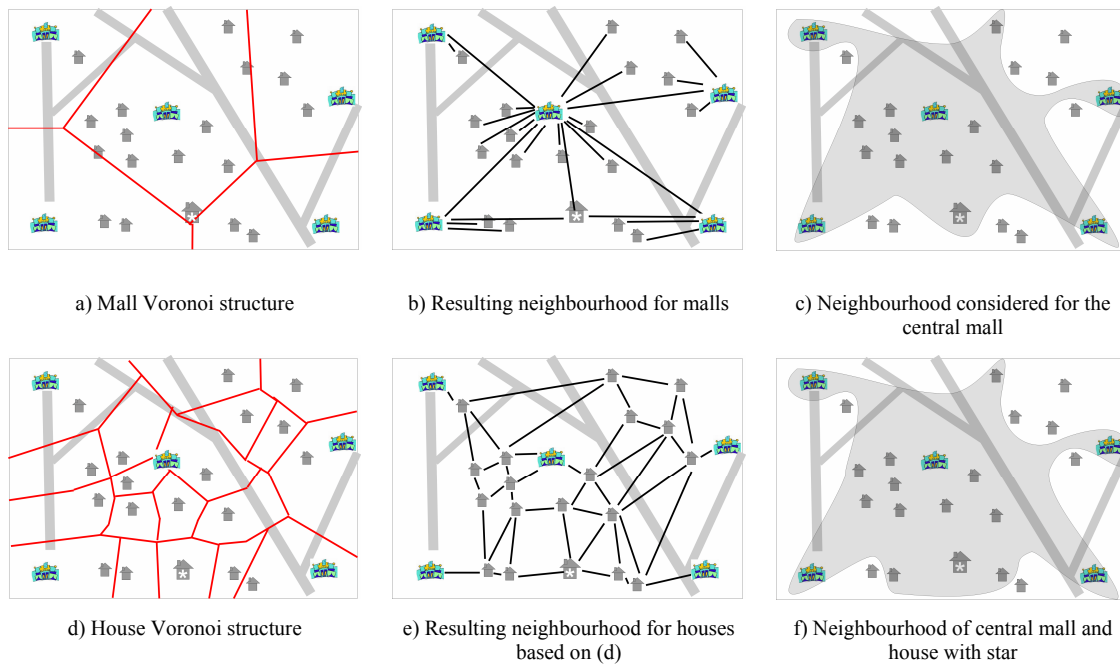 a) Mall Voronoi structure
b) Resulting neighbourhood for malls
c) Neighbourhood considered for the
central mall
d) House Voronoi structure
e) Resulting neighbourhood for houses
based on (d)
f) Neighbourhood of central mall and
house with star